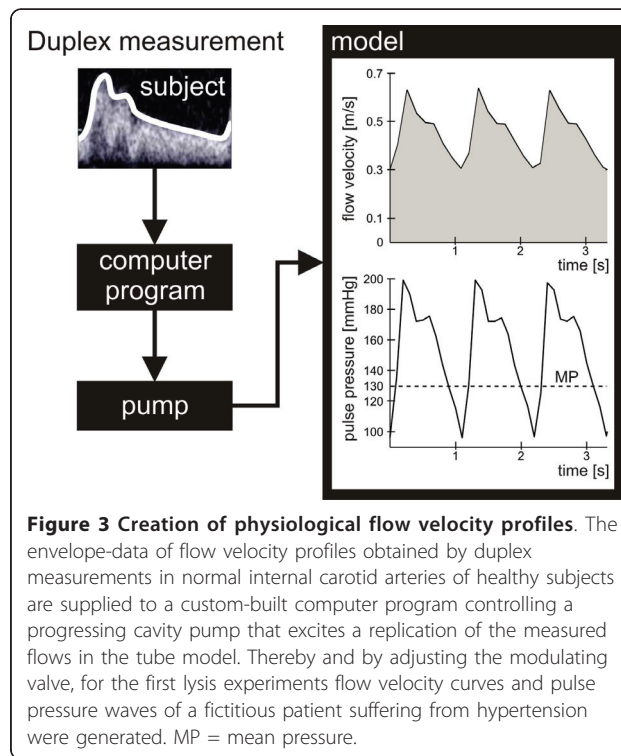 Duplex measurement
subject
computer
program
pump
model
flow velocity [m/s]
0.7
0.5
0.3
0.1
0
1
2
3
time [s]
pulse pressure [mmHg]
200
180
160
140
130
120
100
MP
1
2
3
time [s]
Figure 3 Creation of physiological flow velocity profiles. The
envelope-data of flow velocity profiles obtained by duplex
measurements in normal internal carotid arteries of healthy subjects
are supplied to a custom-built computer program controlling a
progressing cavity pump that excites a replication of the measured
flows in the tube model. Thereby and by adjusting the modulating
valve, for the first lysis experiments flow velocity curves and pulse
pressure waves of a fictitious patient suffering from hypertension
were generated. MP = mean pressure.